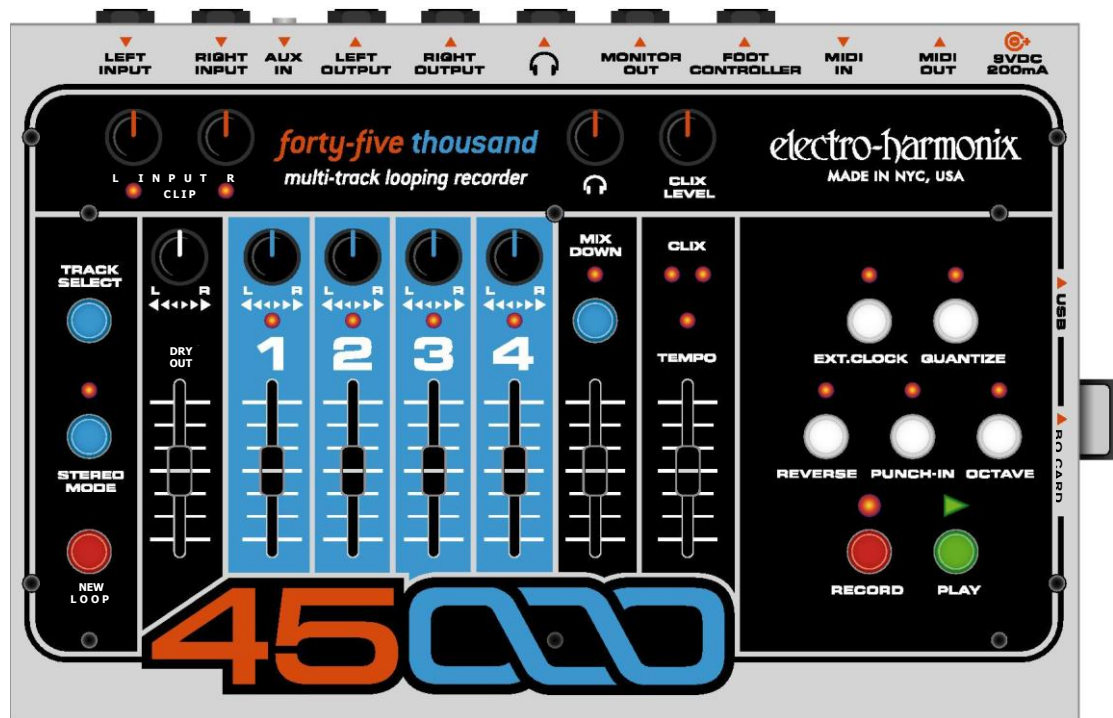 LEFT INPUT
RIGHT INPUT
AUX IN
LEFT OUTPUT
RIGHT OUTPUT
MONITOR OUT
FOOT CONTROLLER
MIDI IN
MIDI OUT
9VDC 200mA
forty-five thousand
multi-track looping recorder
electro-harmonix
MADE IN NYC, USA
L INPUT R
CLIP
CLIX LEVEL
TRACK SELECT
STEREO MODE
NEW LOOP
L R
DRY OUT
L R
1
L R
2
L R
3
L R
4
MIX DOWN
CLIX
TEMPO
EXT.CLOCK
QUANTIZE
REVERSE
PUNCH-IN
OCTAVE
RECORD
PLAY
USB
45000